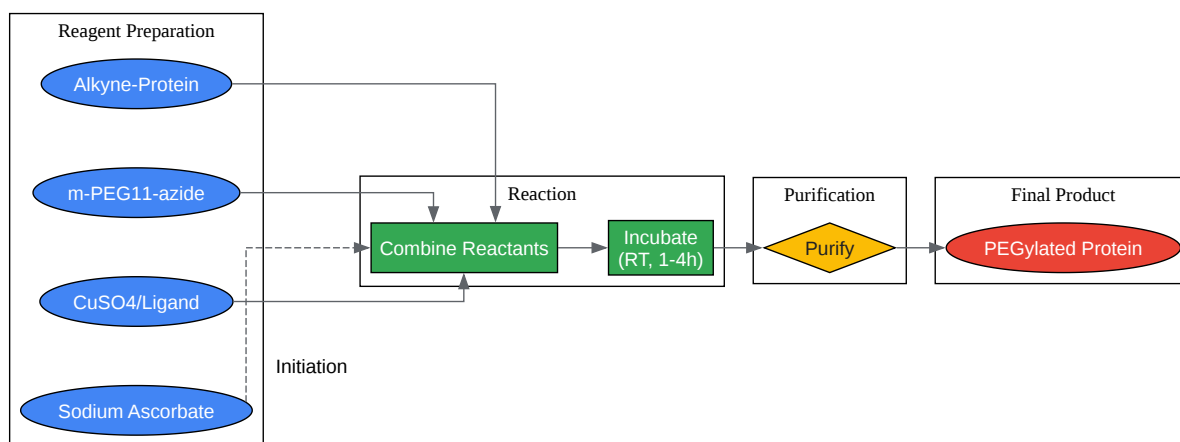 Reagent Preparation
Alkyne-Protein
m-PEG11-azide
CuSO4/Ligand
Sodium Ascorbate
Initiation
Reaction
Combine Reactants
Incubate
(RT, 1-4h)
Purification
Purify
Final Product
PEGylated Protein